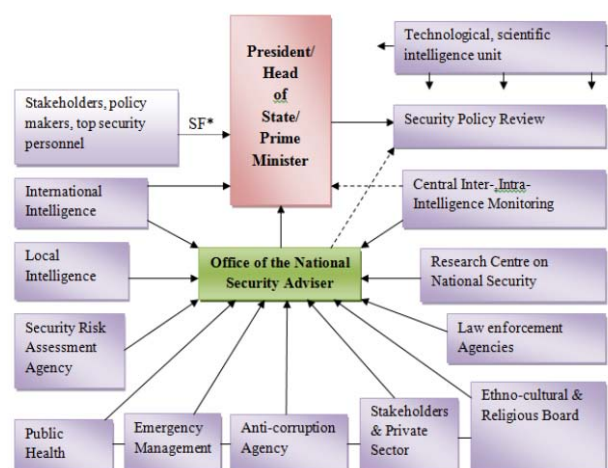 President/
Head
of
State/
Prime
Minister
Technological, scientific
intelligence unit
Stakeholders, policy
makers, top security
personnel
SF*
Security Policy Review
International
Intelligence
Central Inter-,Intra-
Intelligence Monitoring
Local
Intelligence
Office of the National
Security Adviser
Research Centre on
National Security
Security Risk
Assessment
Agency
Law enforcement
Agencies
Public
Health
Emergency
Management
Anti-corruption
Agency
Stakeholders
& Private
Sector
Ethno-cultural &
Religious Board